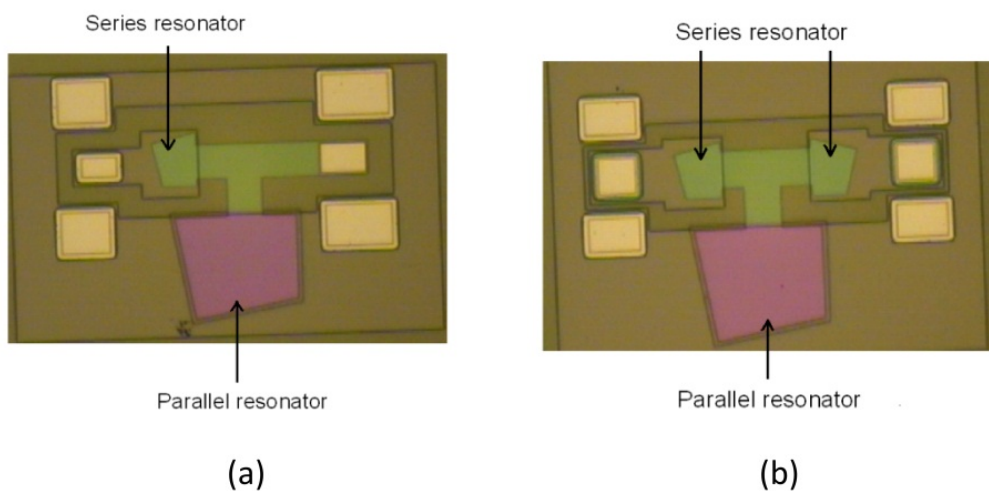 Series resonator
Series resonator
Parallel resonator
Parallel resonator
(a)
(b)